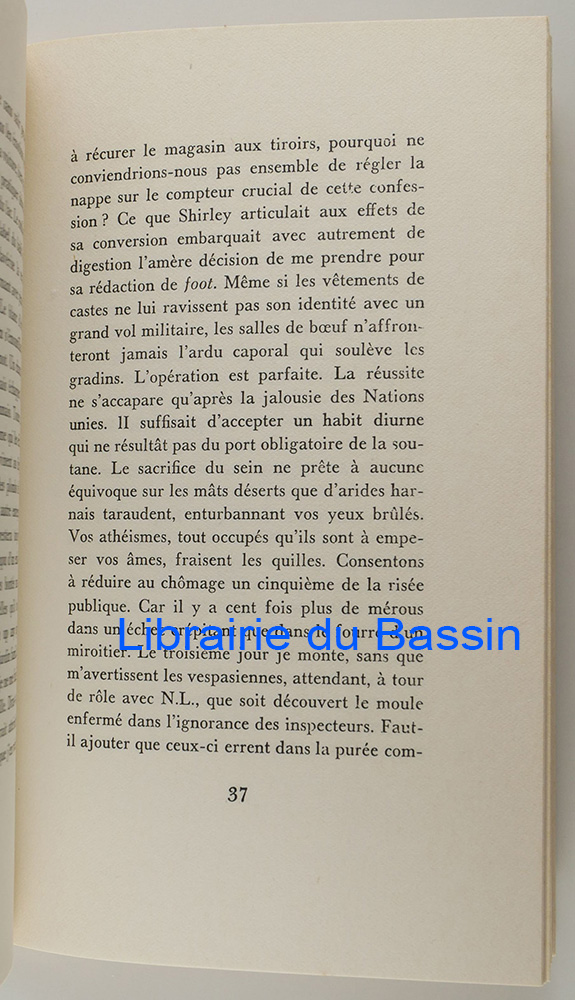 à récurer le magasin aux tiroirs, pourquoi ne
conviendrions-nous pas ensemble de régler la
nappe sur le compteur crucial de cette confes-
sion ? Ce que Shirley articulait aux effets de
sa conversion embarquait avec autrement de
digestion l'amère décision de me prendre pour
sa rédaction de foot. Même si les vêtements de
castes ne lui ravissent pas son identité avec un
grand vol militaire, les salles de bœuf n'affron-
teront jamais l'ardu caporal qui soulève les
gradins. L'opération est parfaite. La réussite
ne s'accapare qu'après la jalousie des Nations
unies. Il suffisait d'accepter un habit diurne
qui ne résultât pas du port obligatoire de la sou-
tane. Le sacrifice du sein ne prête à aucune
équivoque sur les mâts déserts que d'arides har-
nais taraudent, enturbannant vos yeux brûlés.
Vos athéismes, tout occupés qu'ils sont à empe-
ser vos âmes, fraisent les quilles. Consentons
à réduire au chômage un cinquième de la risée
publique. Car il y a cent fois plus de mérous
dans un échec crépitant que dans le fourre d'un
Librairie du Bassin
miroitier. Le troisième jour je monte, sans que
m'avertissent les vespasiennes, attendant, à tour
de rôle avec N.L., que soit découvert le moule
enfermé dans l'ignorance des inspecteurs. Faut-
il ajouter que ceux-ci errent dans la purée com-
37